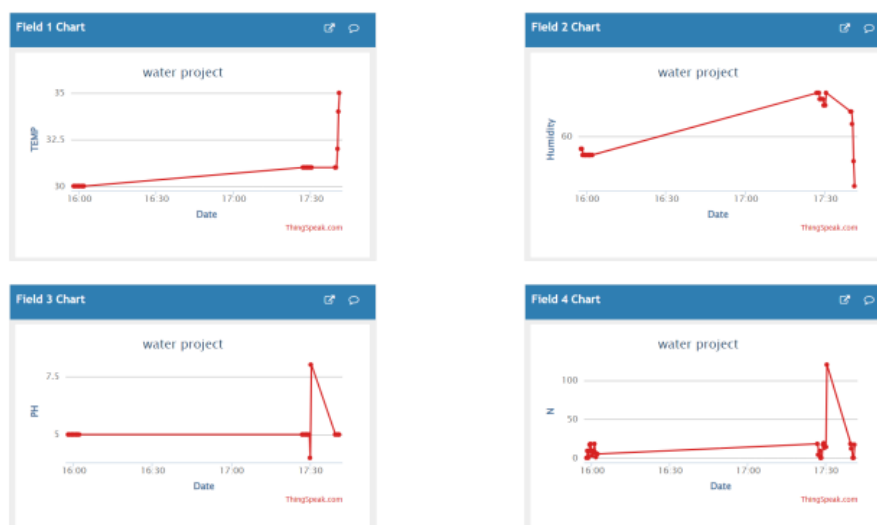 Field 1 Chart
water project
35
32.5
30
TEMP
16:00 16:30 17:00 17:30
Date
ThingSpeak.com
Field 2 Chart
water project
60
Humidity
16:00 16:30 17:00 17:30
Date
ThingSpeak.com
Field 3 Chart
water project
7.5
5
PH
16:00 16:30 17:00 17:30
Date
ThingSpeak.com
Field 4 Chart
water project
100
50
0
N
16:00 16:30 17:00 17:30
Date
ThingSpeak.com